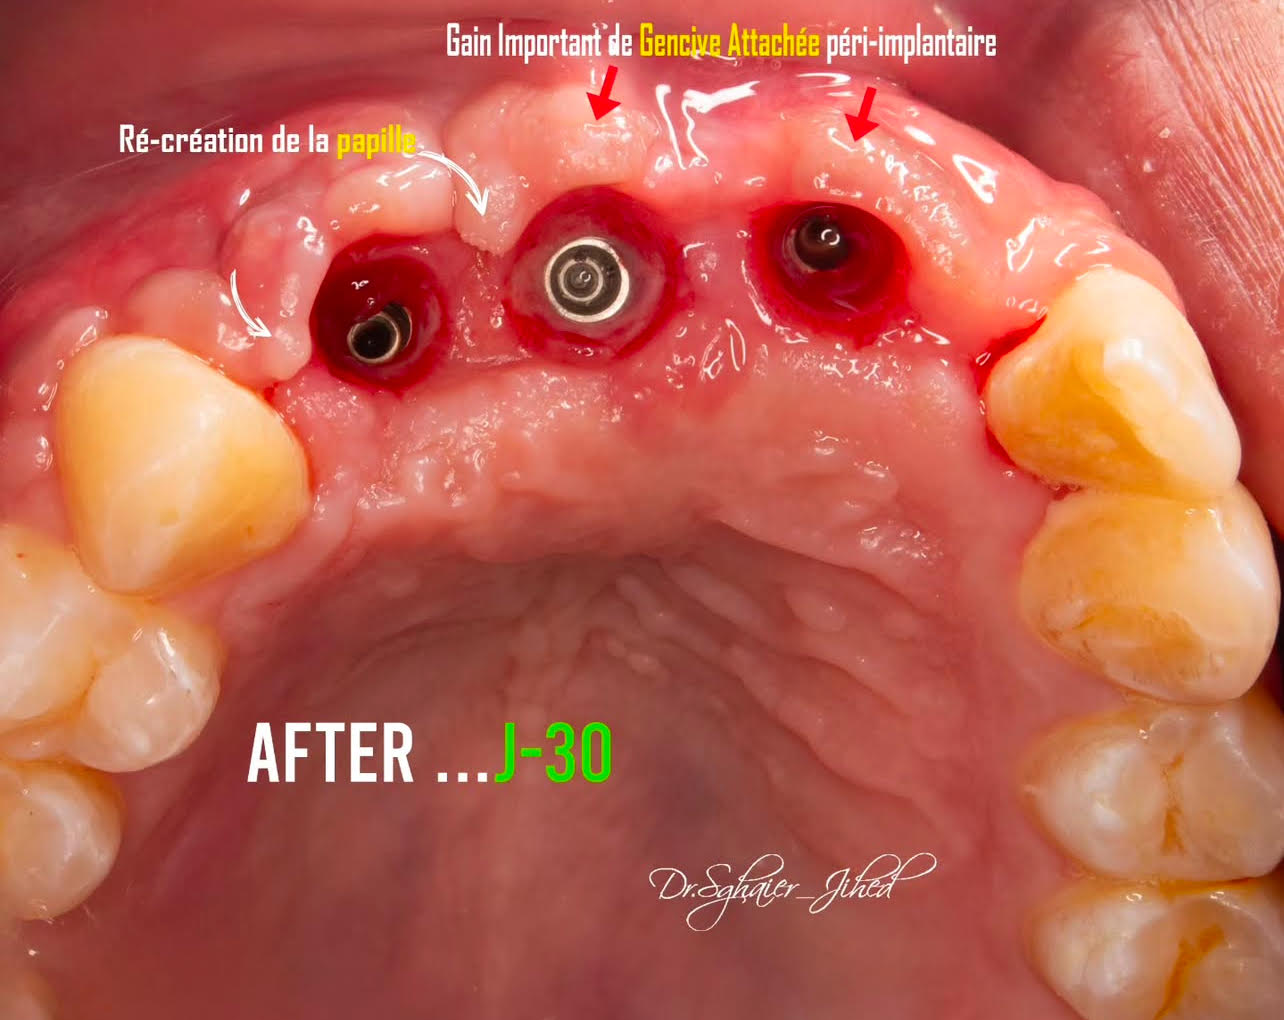 Gain Important de Gencive Attachée péri-implantaire
Ré-création de la papille
AFTER ...J-30
Dr.Sghaier_Jihed